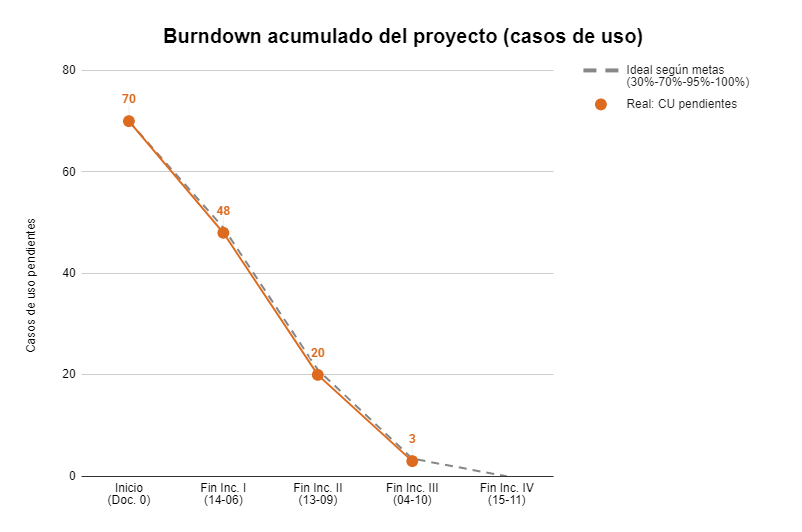 Burndown acumulado del proyecto (casos de uso)
Ideal según metas
(30%-70%-95%-100%)
Real: CU pendientes
Casos de uso pendientes
80
60
40
20
0
70
48
20
3
Inicio
(Doc. 0)
Fin Inc. I
(14-06)
Fin Inc. II
(13-09)
Fin Inc. III
(04-10)
Fin Inc. IV
(15-11)